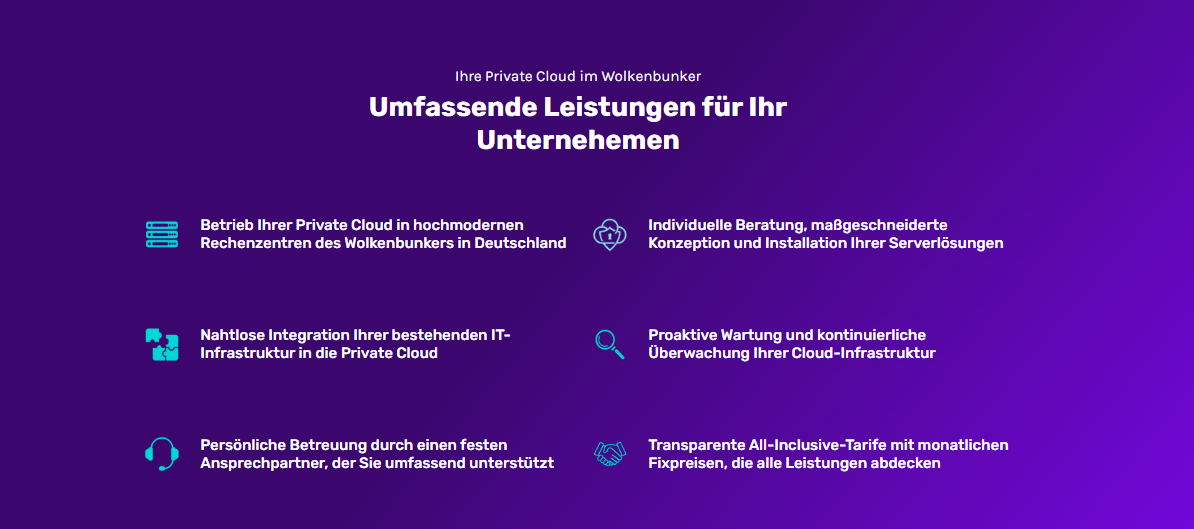 Ihre Private Cloud im Wolkenbunker
Umfassende Leistungen für Ihr
Unternehemen
Betrieb Ihrer Private Cloud in hochmodernen
Rechenzentren des Wolkenbunkers in Deutschland
Individuelle Beratung, maßgeschneiderte
Konzeption und Installation Ihrer Serverlösungen
Nahtlose Integration Ihrer bestehenden IT-
Infrastruktur in die Private Cloud
Proaktive Wartung und kontinuierliche
Überwachung Ihrer Cloud-Infrastruktur
Persönliche Betreuung durch einen festen
Ansprechpartner, der Sie umfassend unterstützt
Transparente All-Inclusive-Tarife mit monatlichen
Fixpreisen, die alle Leistungen abdecken